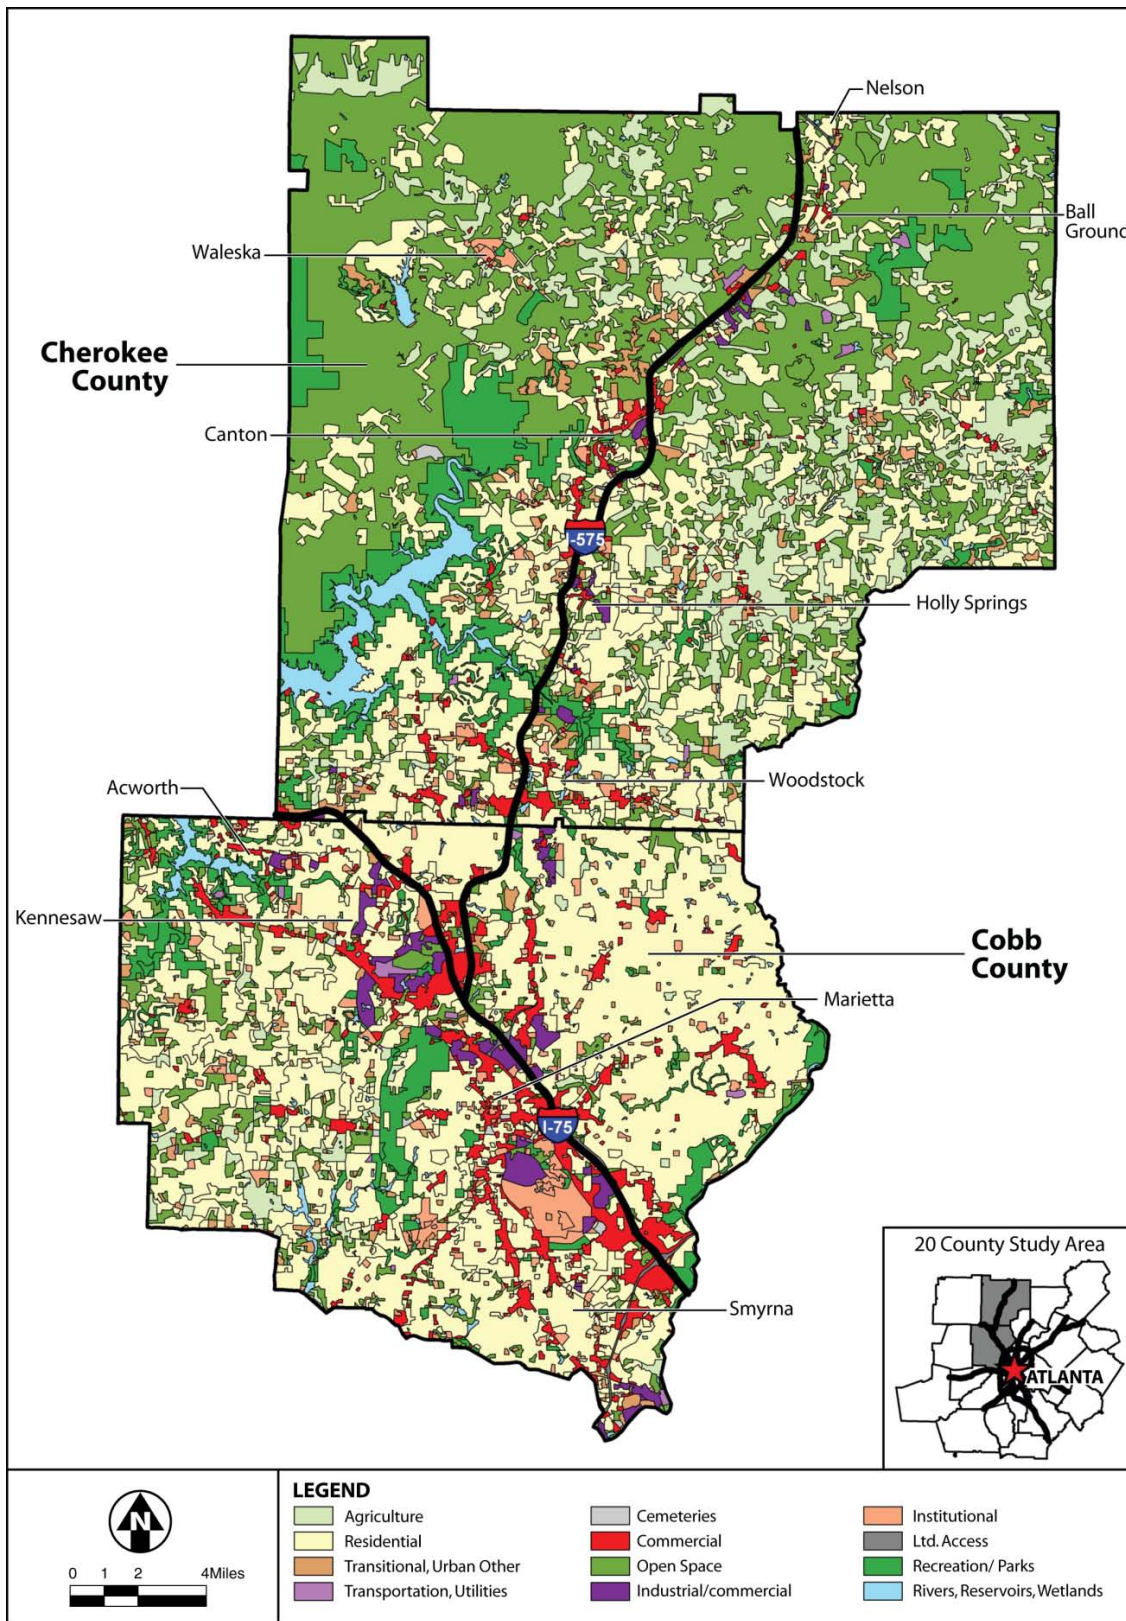 Nelson
Ball
Ground
Waleska
Cherokee
County
Canton
-575
Holly Springs
Woodstock
Acworth
Kennesaw
Cobb
County
Marietta
I-75
Smyrna
20 County Study Area
ATLANTA
N
0 1 2 4Miles
LEGEND
Agriculture
Residential
Transitional, Urban Other
Transportation, Utilities
Cemeteries
Commercial
Open Space
Industrial/commercial
Institutional
Ltd. Access
Recreation/ Parks
Rivers, Reservoirs, Wetlands